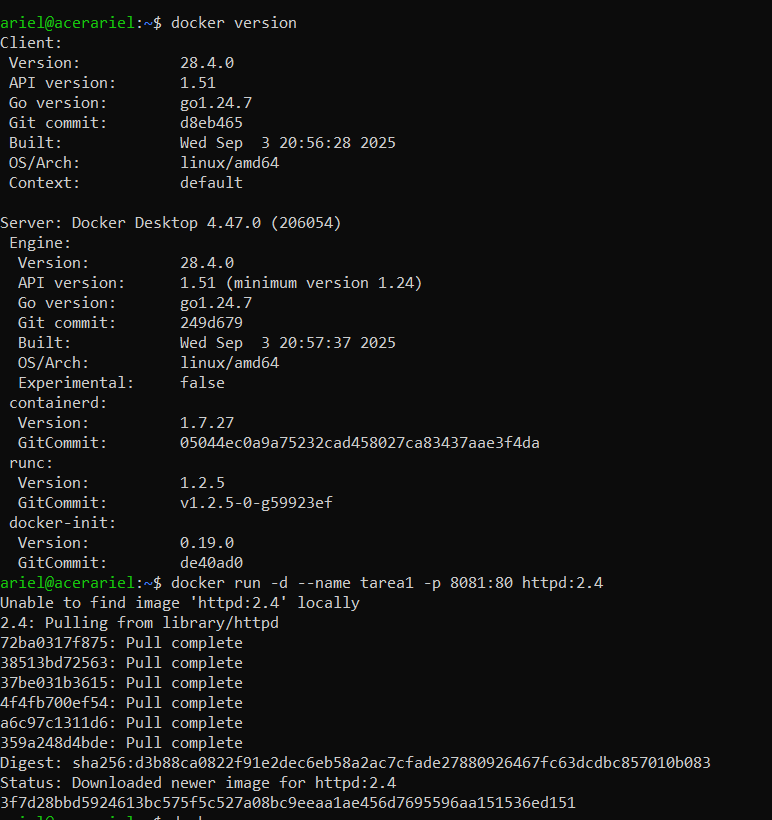 ariel@acerariel:~$ docker version
Client:
 Version:           28.4.0
 API version:       1.51
 Go version:        go1.24.7
 Git commit:        d8eb465
 Built:             Wed Sep  3 20:56:28 2025
 OS/Arch:           linux/amd64
 Context:           default

Server: Docker Desktop 4.47.0 (206054)
 Engine:
  Version:          28.4.0
  API version:      1.51 (minimum version 1.24)
  Go version:       go1.24.7
  Git commit:       249d679
  Built:            Wed Sep  3 20:57:37 2025
  OS/Arch:          linux/amd64
  Experimental:     false
 containerd:
  Version:          1.7.27
  GitCommit:        05044ec0a9a75232cad458027ca83437aae3f4da
 runc:
  Version:          1.2.5
  GitCommit:        v1.2.5-0-g59923ef
 docker-init:
  Version:          0.19.0
  GitCommit:        de40ad0
ariel@acerariel:~$ docker run -d --name tarea1 -p 8081:80 httpd:2.4
Unable to find image 'httpd:2.4' locally
2.4: Pulling from library/httpd
72ba0317f875: Pull complete
38513bd72563: Pull complete
37be031b3615: Pull complete
4f4fb700ef54: Pull complete
a6c97c1311d6: Pull complete
359a248d4bde: Pull complete
Digest: sha256:d3b88ca0822f91e2dec6eb58a2ac7cfade27880926467fc63dcdbc857010b083
Status: Downloaded newer image for httpd:2.4
3f7d28bbd5924613bc575f5c527a08bc9eeaa1ae456d7695596aa151536ed151